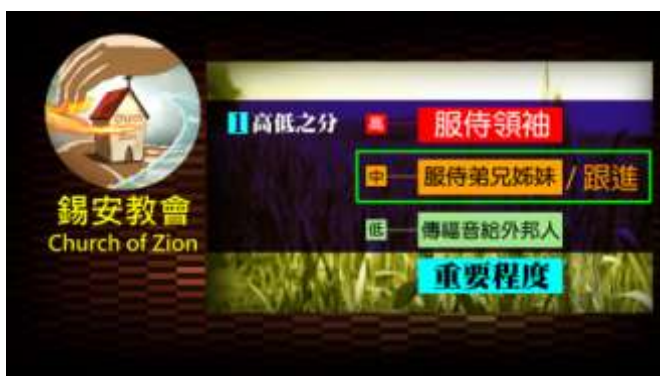 1 高低之分
高 服侍領袖
中 服侍弟兄姊妹 / 跟進
低 傳福音給外邦人
重要程度
錫安教會
Church of Zion